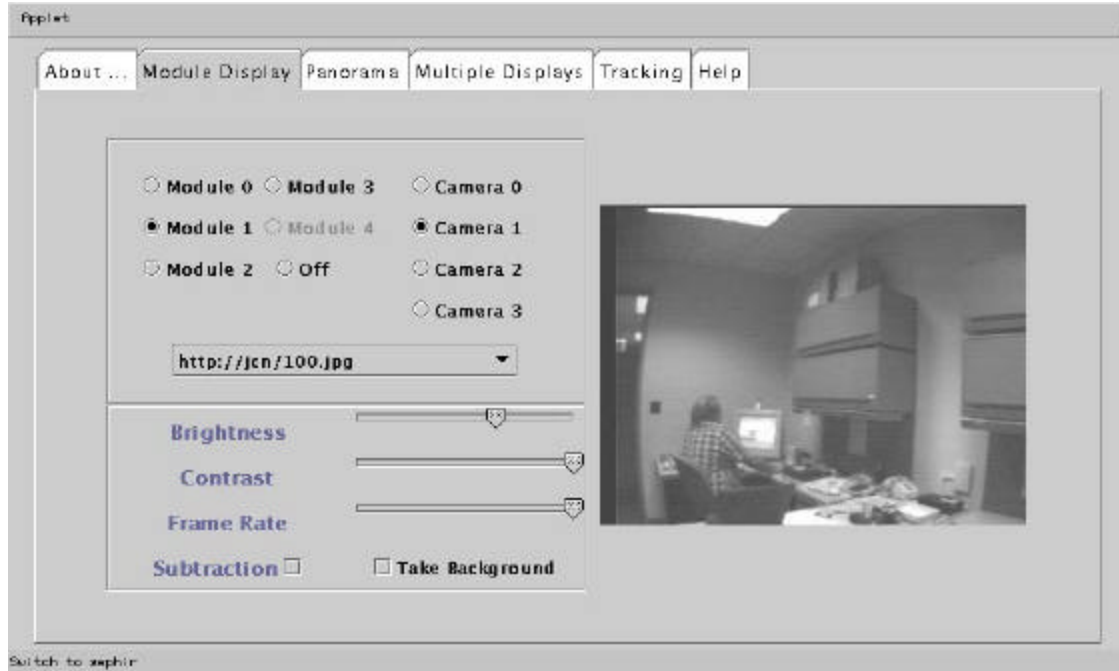 Applet
About ... Module Display Panorama Multiple Displays Tracking Help
Module 0 Module 3 Camera 0
Module 1 Module 4 Camera 1
Module 2 Off Camera 2
Camera 3
http://jcn/100.jpg
Brightness
Contrast
Frame Rate
Subtraction Take Background
Switch to zephir